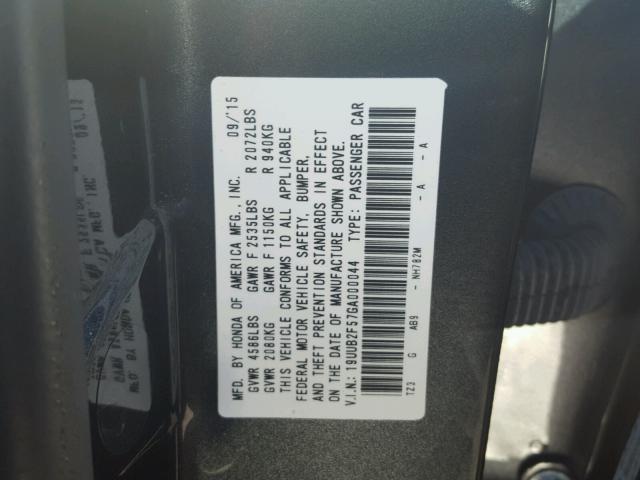 MFD. BY HONDA OF AMERICA MFG., INC. 09/'15
GVWR 4586LBS GAWR F 2535LBS R 2072LBS
GVWR 2080KG GAWR F 1150KG R 940KG
THIS VEHICLE CONFORMS TO ALL APPLICABLE
FEDERAL MOTOR VEHICLE SAFETY, BUMPER,
AND THEFT PREVENTION STANDARDS IN EFFECT
ON THE DATE OF MANUFACTURE SHOWN ABOVE.
V.I.N.: 19UUB2F57GA000044 TYPE: PASSENGER CAR
TZ3 G AB9 - NH782M - A - A